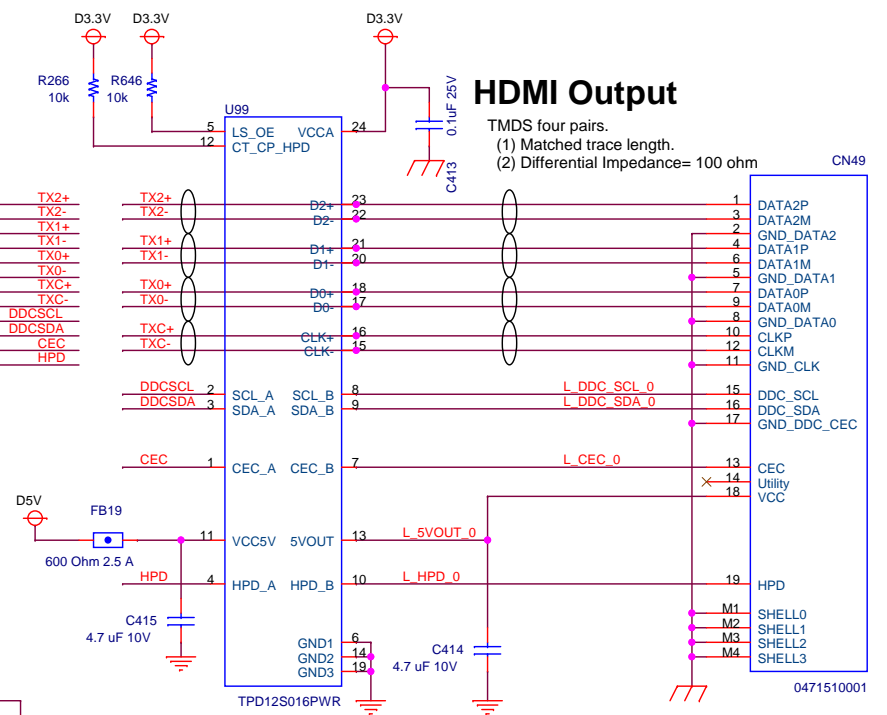 D3.3V D3.3V D3.3V
R266 10k
R646 10k
U99
0.1uF 25V
C413
HDMI Output
TMDS four pairs.
(1) Matched trace length.
(2) Differential Impedance= 100 ohm
CN49
5 LS_OE VCCA 24
12 CT_CP_HPD
TX2+ TX2+ D2+ 23 1 DATA2P
TX2- TX2- D2- 22 3 DATA2M
TX1+ 2 GND_DATA2
TX1- TX1+ D1+ 21 4 DATA1P
TX0+ TX1- D1- 20 6 DATA1M
TX0- 5 GND_DATA1
TXC+ TX0+ D0+ 18 7 DATA0P
TXC- TX0- D0- 17 9 DATA0M
DDCSCL 8 GND_DATA0
DDCSDA TXC+ CLK+ 16 10 CLKP
CEC TXC- CLK- 15 12 CLKM
HPD 11 GND_CLK
DDCSCL 2 SCL_A SCL_B 8 L_DDC_SCL_0 15 DDC_SCL
DDCSDA 3 SDA_A SDA_B 9 L_DDC_SDA_0 16 DDC_SDA
17 GND_DDC_CEC
CEC 1 CEC_A CEC_B 7 L_CEC_0 13 CEC
14 Utility
18 VCC
D5V
FB19
600 Ohm 2.5 A
11 VCC5V 5VOUT 13 L_5VOUT_0
HPD 4 HPD_A HPD_B 10 L_HPD_0 19 HPD
C415
4.7 uF 10V
C414
4.7 uF 10V
GND1 6
GND2 14
GND3 19
M1 SHELL0
M2 SHELL1
M3 SHELL2
M4 SHELL3
TPD12S016PWR
0471510001